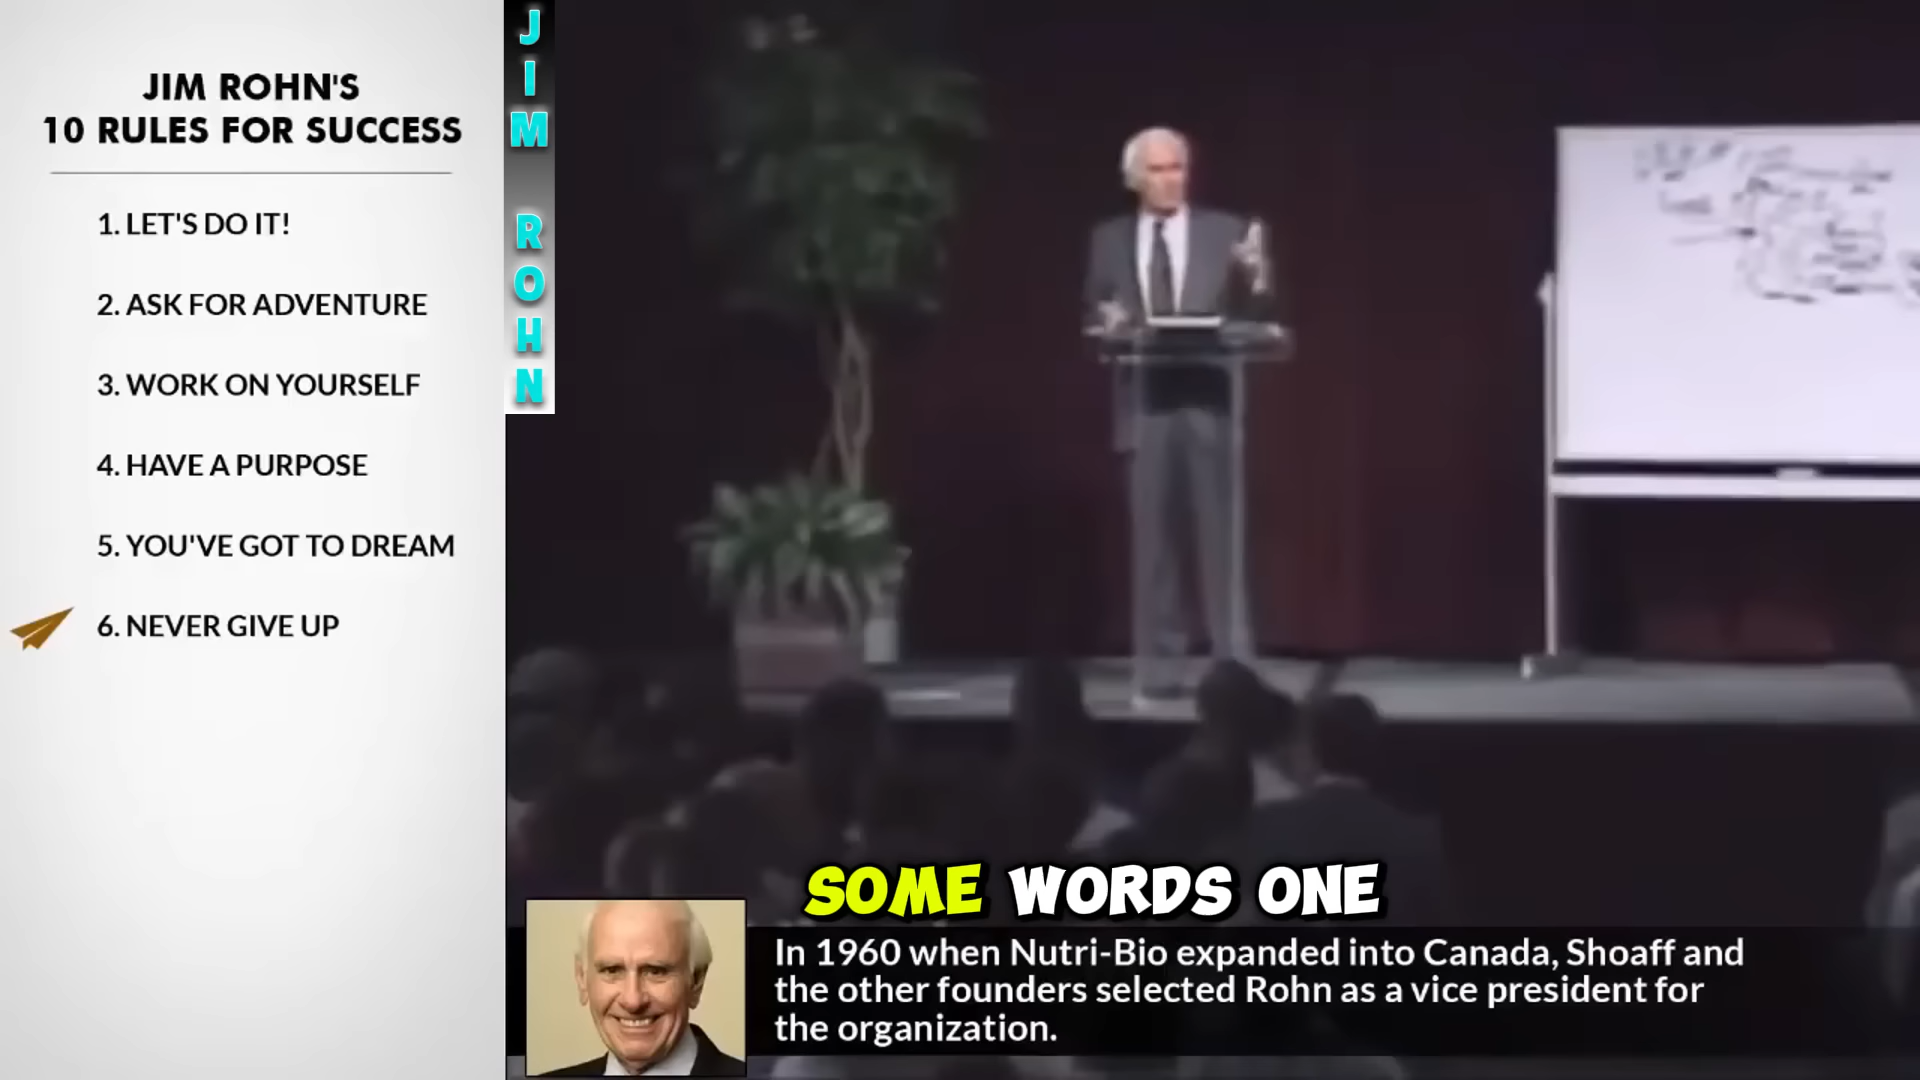 JIM ROHN'S
10 RULES FOR SUCCESS
1. LET'S DO IT!
2. ASK FOR ADVENTURE
3. WORK ON YOURSELF
4. HAVE A PURPOSE
5. YOU'VE GOT TO DREAM
6. NEVER GIVE UP
JIM ROHN
SOME WORDS ONE
In 1960 when Nutri-Bio expanded into Canada, Shoaff and
the other founders selected Rohn as a vice president for
the organization.